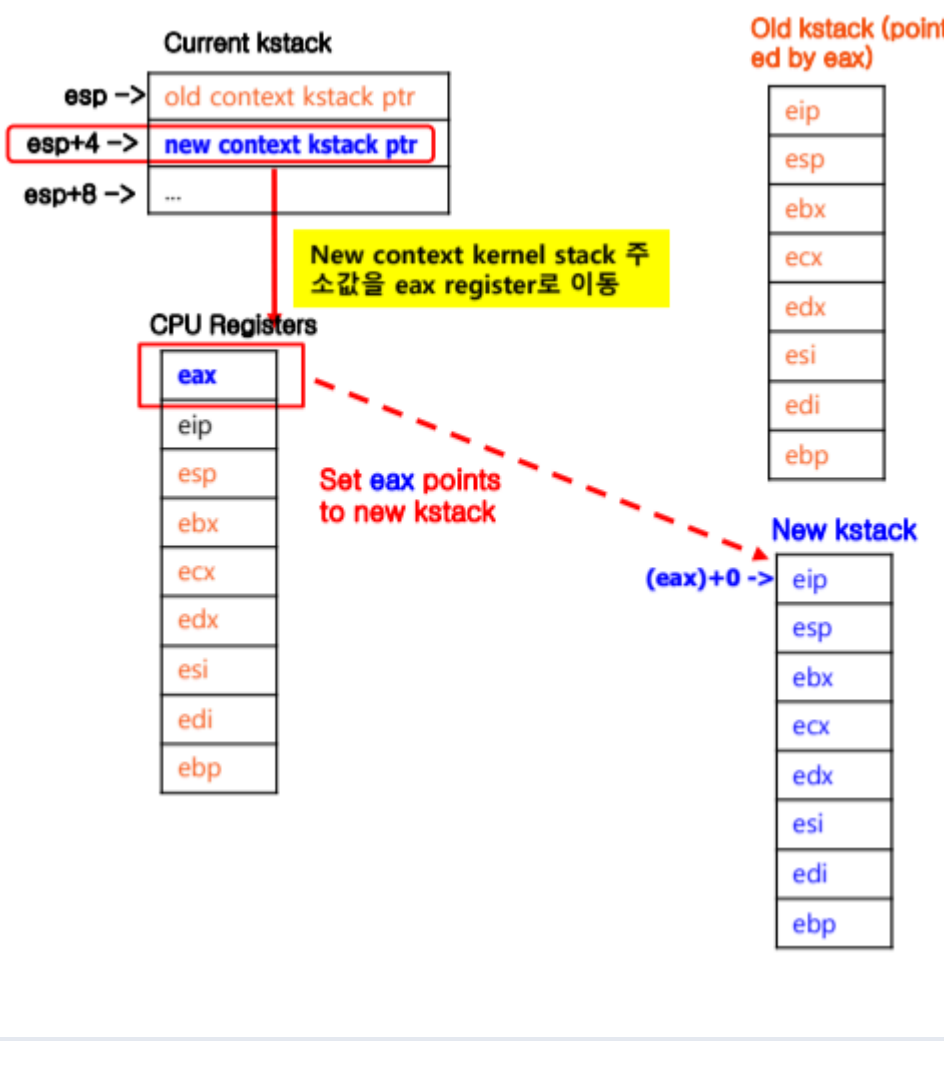 Current kstack
esp ->
old context kstack ptr
esp+4 ->
new context kstack ptr
esp+8 ->
...
New context kernel stack 주
소값을 eax register로 이동
CPU Registers
eax
eip
esp
ebx
ecx
edx
esi
edi
ebp
Set eax points
to new kstack
Old kstack (point
ed by eax)
eip
esp
ebx
ecx
edx
esi
edi
ebp
New kstack
(eax)+0 ->
eip
esp
ebx
ecx
edx
esi
edi
ebp